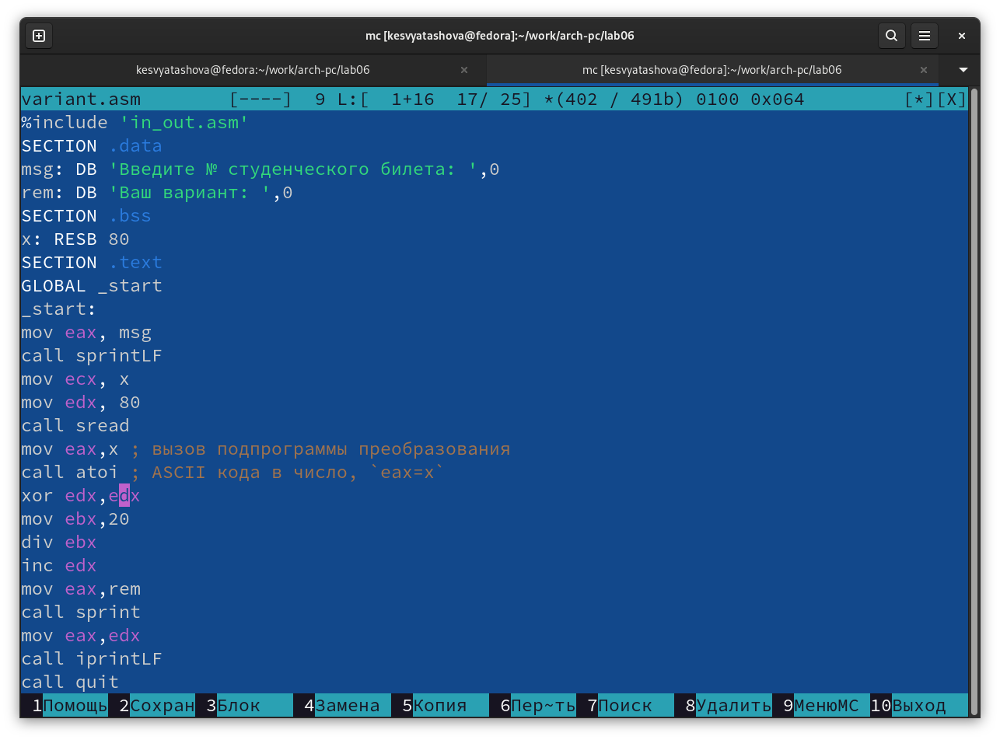 mc [kesvyatashova@fedora]:~/work/arch-pc/lab06
kesvyatashova@fedora:~/work/arch-pc/lab06 × mc [kesvyatashova@fedora]:~/work/arch-pc/lab06 ×
variant.asm [----] 9 L:[ 1+16 17/ 25] *(402 / 491b) 0100 0x064 [*][X]
%include 'in_out.asm'
SECTION .data
msg: DB 'Введите № студенческого билета: ',0
rem: DB 'Ваш вариант: ',0
SECTION .bss
x: RESB 80
SECTION .text
GLOBAL _start
_start:
mov eax, msg
call sprintLF
mov ecx, x
mov edx, 80
call sread
mov eax,x ; вызов подпрограммы преобразования
call atoi ; ASCII кода в число, `eax=x`
xor edx,edx
mov ebx,20
div ebx
inc edx
mov eax,rem
call sprint
mov eax,edx
call iprintLF
call quit
1Помощь 2Сохран 3Блок 4Замена 5Копия 6Пер~ть 7Поиск 8Удалить 9МенюMC 10Выход